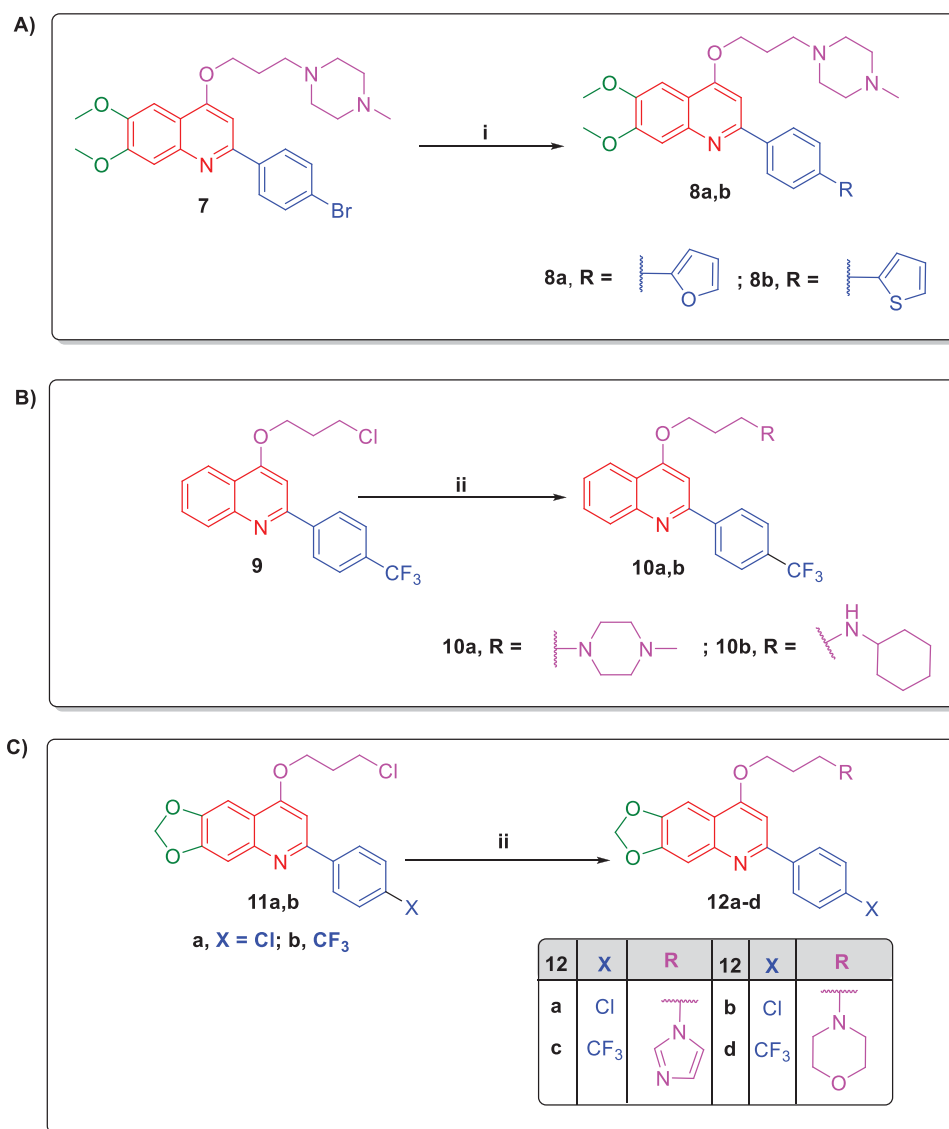 A)
O
N
N
O
O
N
Br
7
i
O
N
N
O
O
N
R
8a,b
8a, R = O ; 8b, R = S
B)
O
Cl
N
CF3
9
ii
O
R
N
CF3
10a,b
10a, R = N N ; 10b, R = H N
C)
O
Cl
O
O
N
X
11a,b
a, X = Cl; b, CF3
ii
O
R
O
O
N
X
12a-d
12 X R 12 X R
a Cl N N b Cl N O
c CF3 d CF3